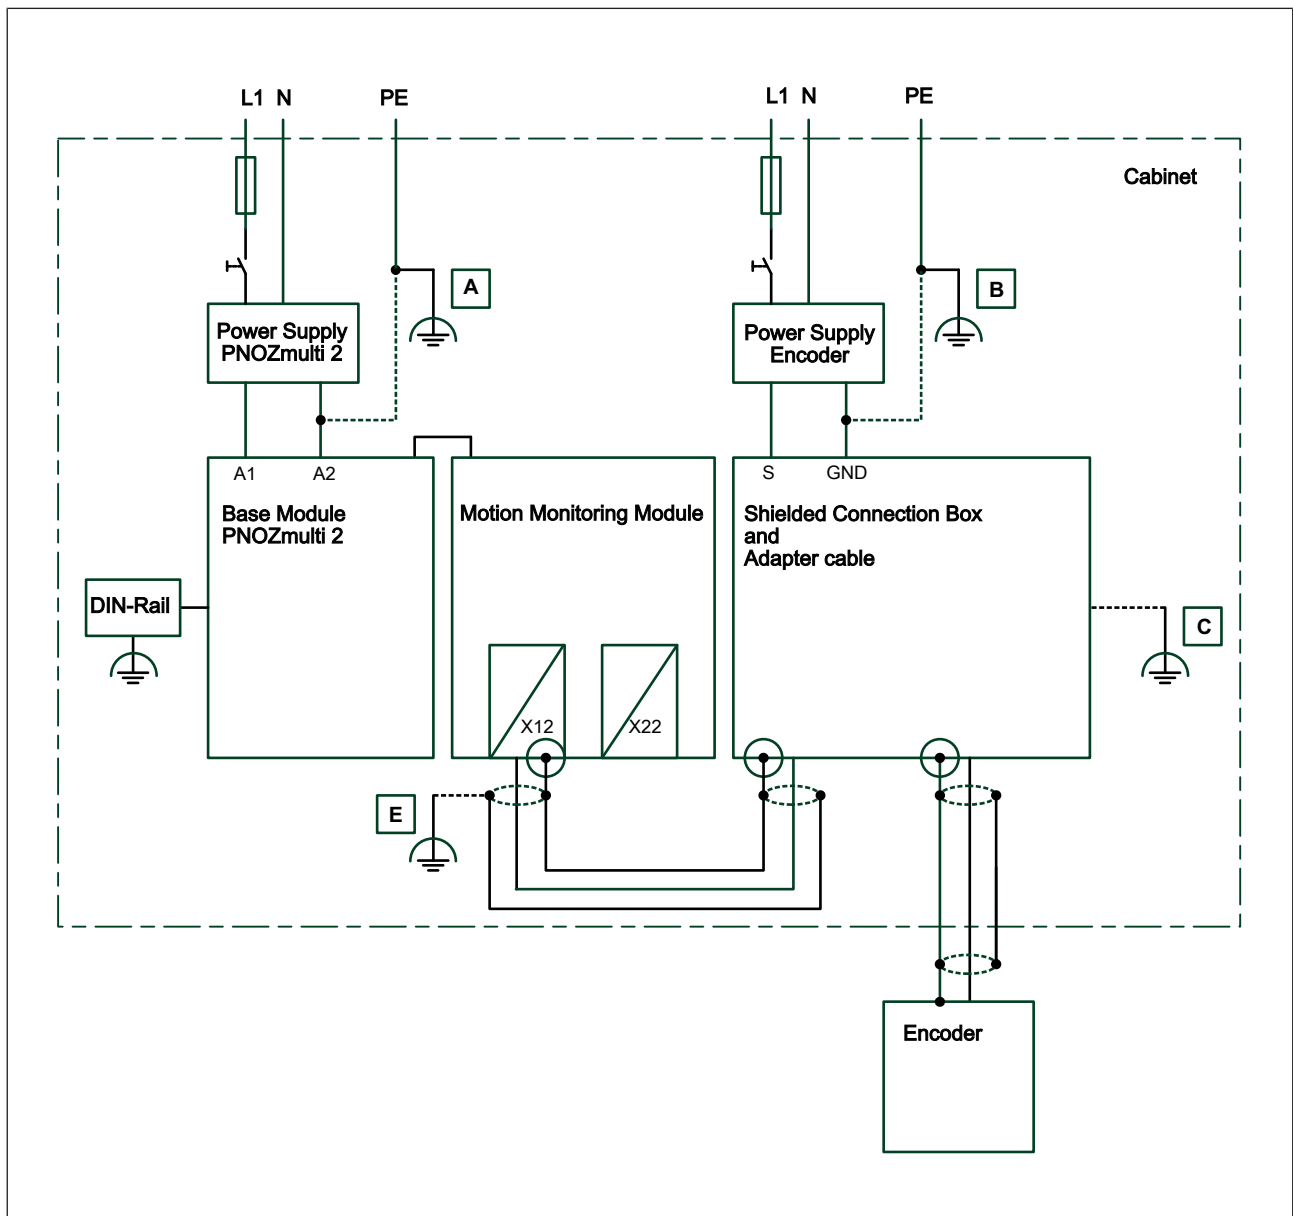 L1 N PE L1 N PE
Cabinet
A
B
Power Supply
PNOZmulti 2
Power Supply
Encoder
A1 A2
S GND
Base Module
PNOZmulti 2
Motion Monitoring Module
Shielded Connection Box
and
Adapter cable
DIN-Rail
C
X12 X22
E
Encoder